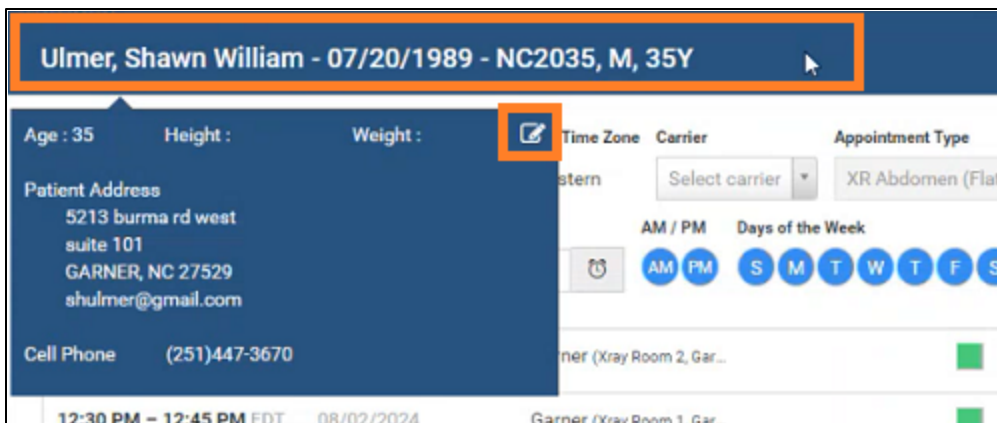 Ulmer, Shawn William - 07/20/1989 - NC2035, M, 35Y
Age : 35 Height : Weight :
Time Zone Carrier Appointment Type
Patient Address
stern Select carrier XR Abdomen (Flat
5213 burma rd west
suite 101
AM / PM Days of the Week
GARNER, NC 27529
AM PM S M T W T F S
shulmer@gmail.com
Cell Phone (251)447-3670
ner (Xray Room 2, Gar...
12:30 PM – 12:45 PM EDT 08/02/2024 Garner (Xray Room 1, Gar...